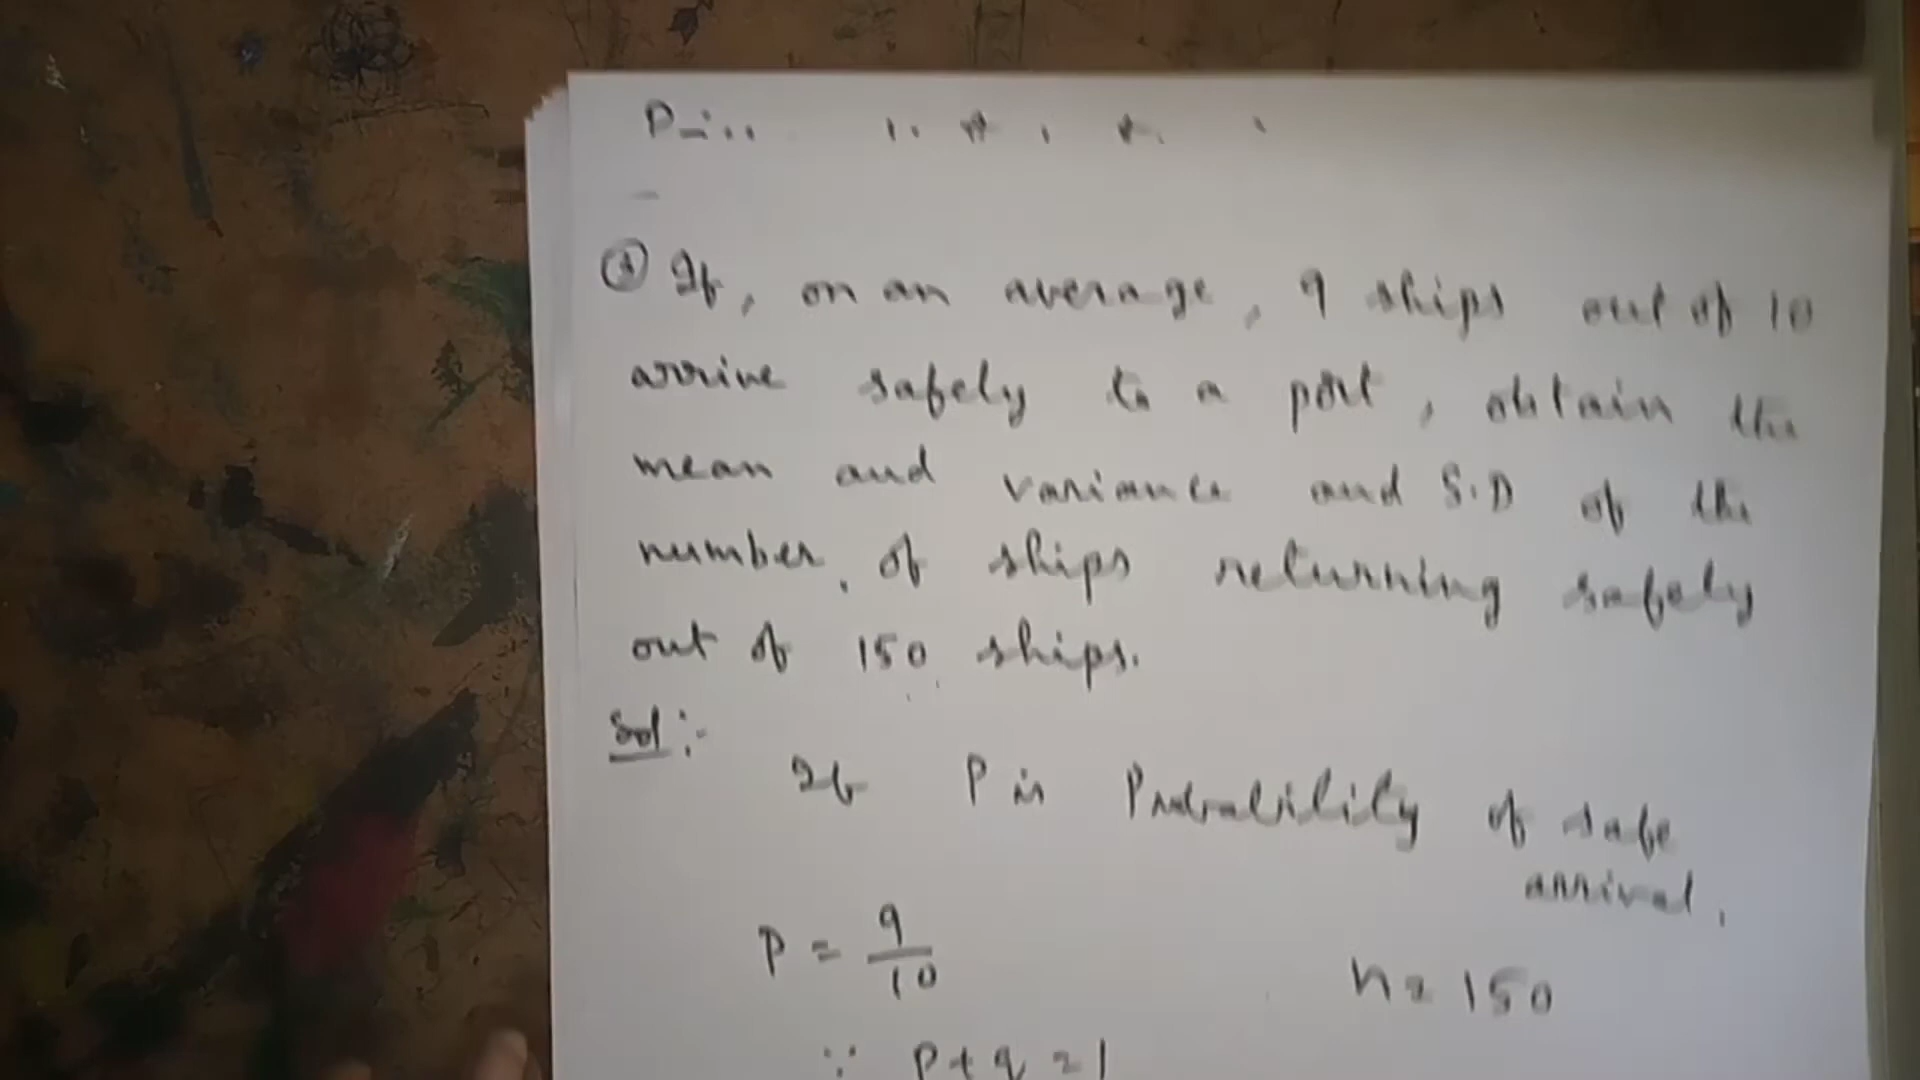 ③ If, on an average, 9 ships out of 10
arrive safely to a port, obtain the
mean and variance and S.D of the
number of ships returning safely
out of 150 ships.
Sol:-
If P is Probability of safe
arrival.
P = 9/10 n = 150
∵ P + q = 1